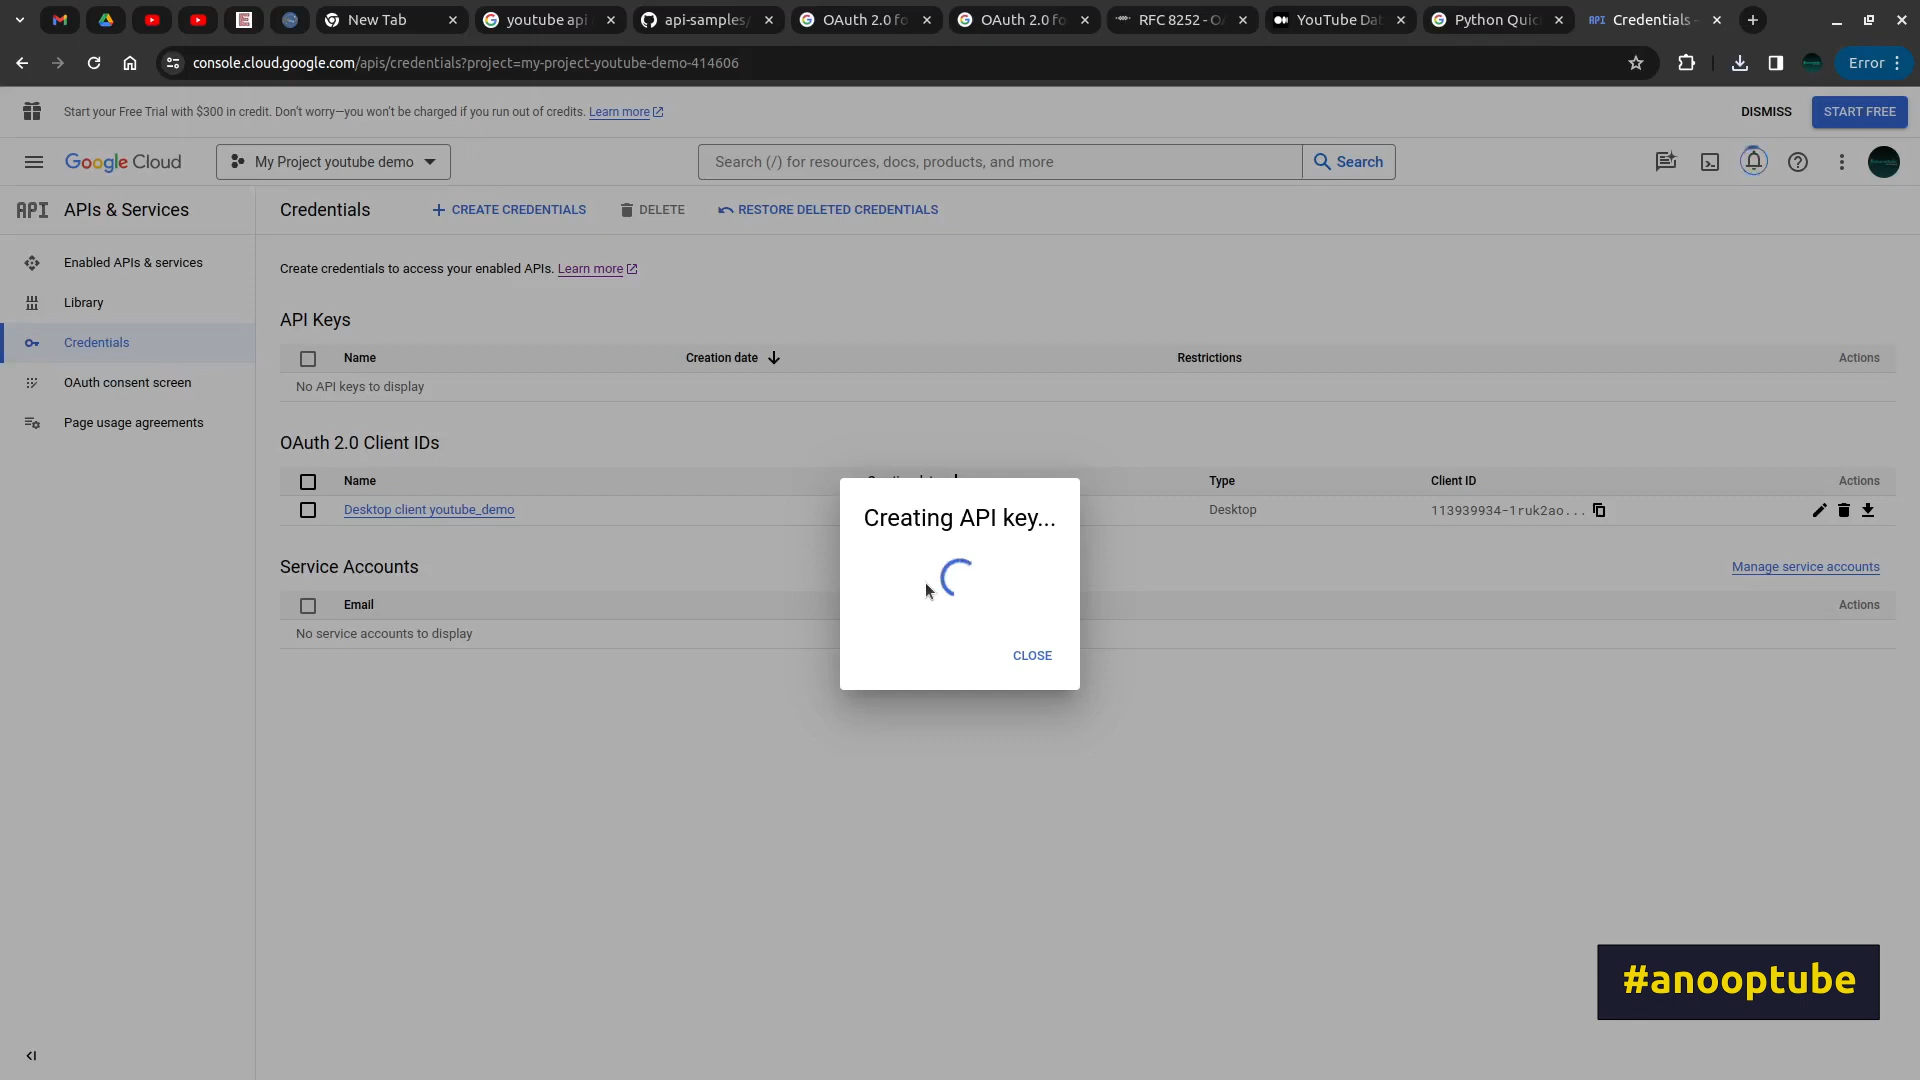 New Tab
youtube api
api-samples/
OAuth 2.0 fo
OAuth 2.0 fo
RFC 8252 - O
YouTube Dat
Python Quic
API Credentials -
console.cloud.google.com/apis/credentials?project=my-project-youtube-demo-414606
Error
Start your Free Trial with $300 in credit. Don't worry—you won't be charged if you run out of credits. Learn more
DISMISS
START FREE
Google Cloud
My Project youtube demo
Search (/) for resources, docs, products, and more
Search
API APIs & Services
Credentials
CREATE CREDENTIALS
DELETE
RESTORE DELETED CREDENTIALS
Enabled APIs & services
Library
Credentials
OAuth consent screen
Page usage agreements
Create credentials to access your enabled APIs. Learn more
API Keys
Name Creation date Restrictions Actions
No API keys to display
OAuth 2.0 Client IDs
Name Type Client ID Actions
Desktop client youtube_demo Desktop 113939934-1ruk2ao...
Service Accounts
Manage service accounts
Email Actions
No service accounts to display
Creating API key...
CLOSE
#anooptube